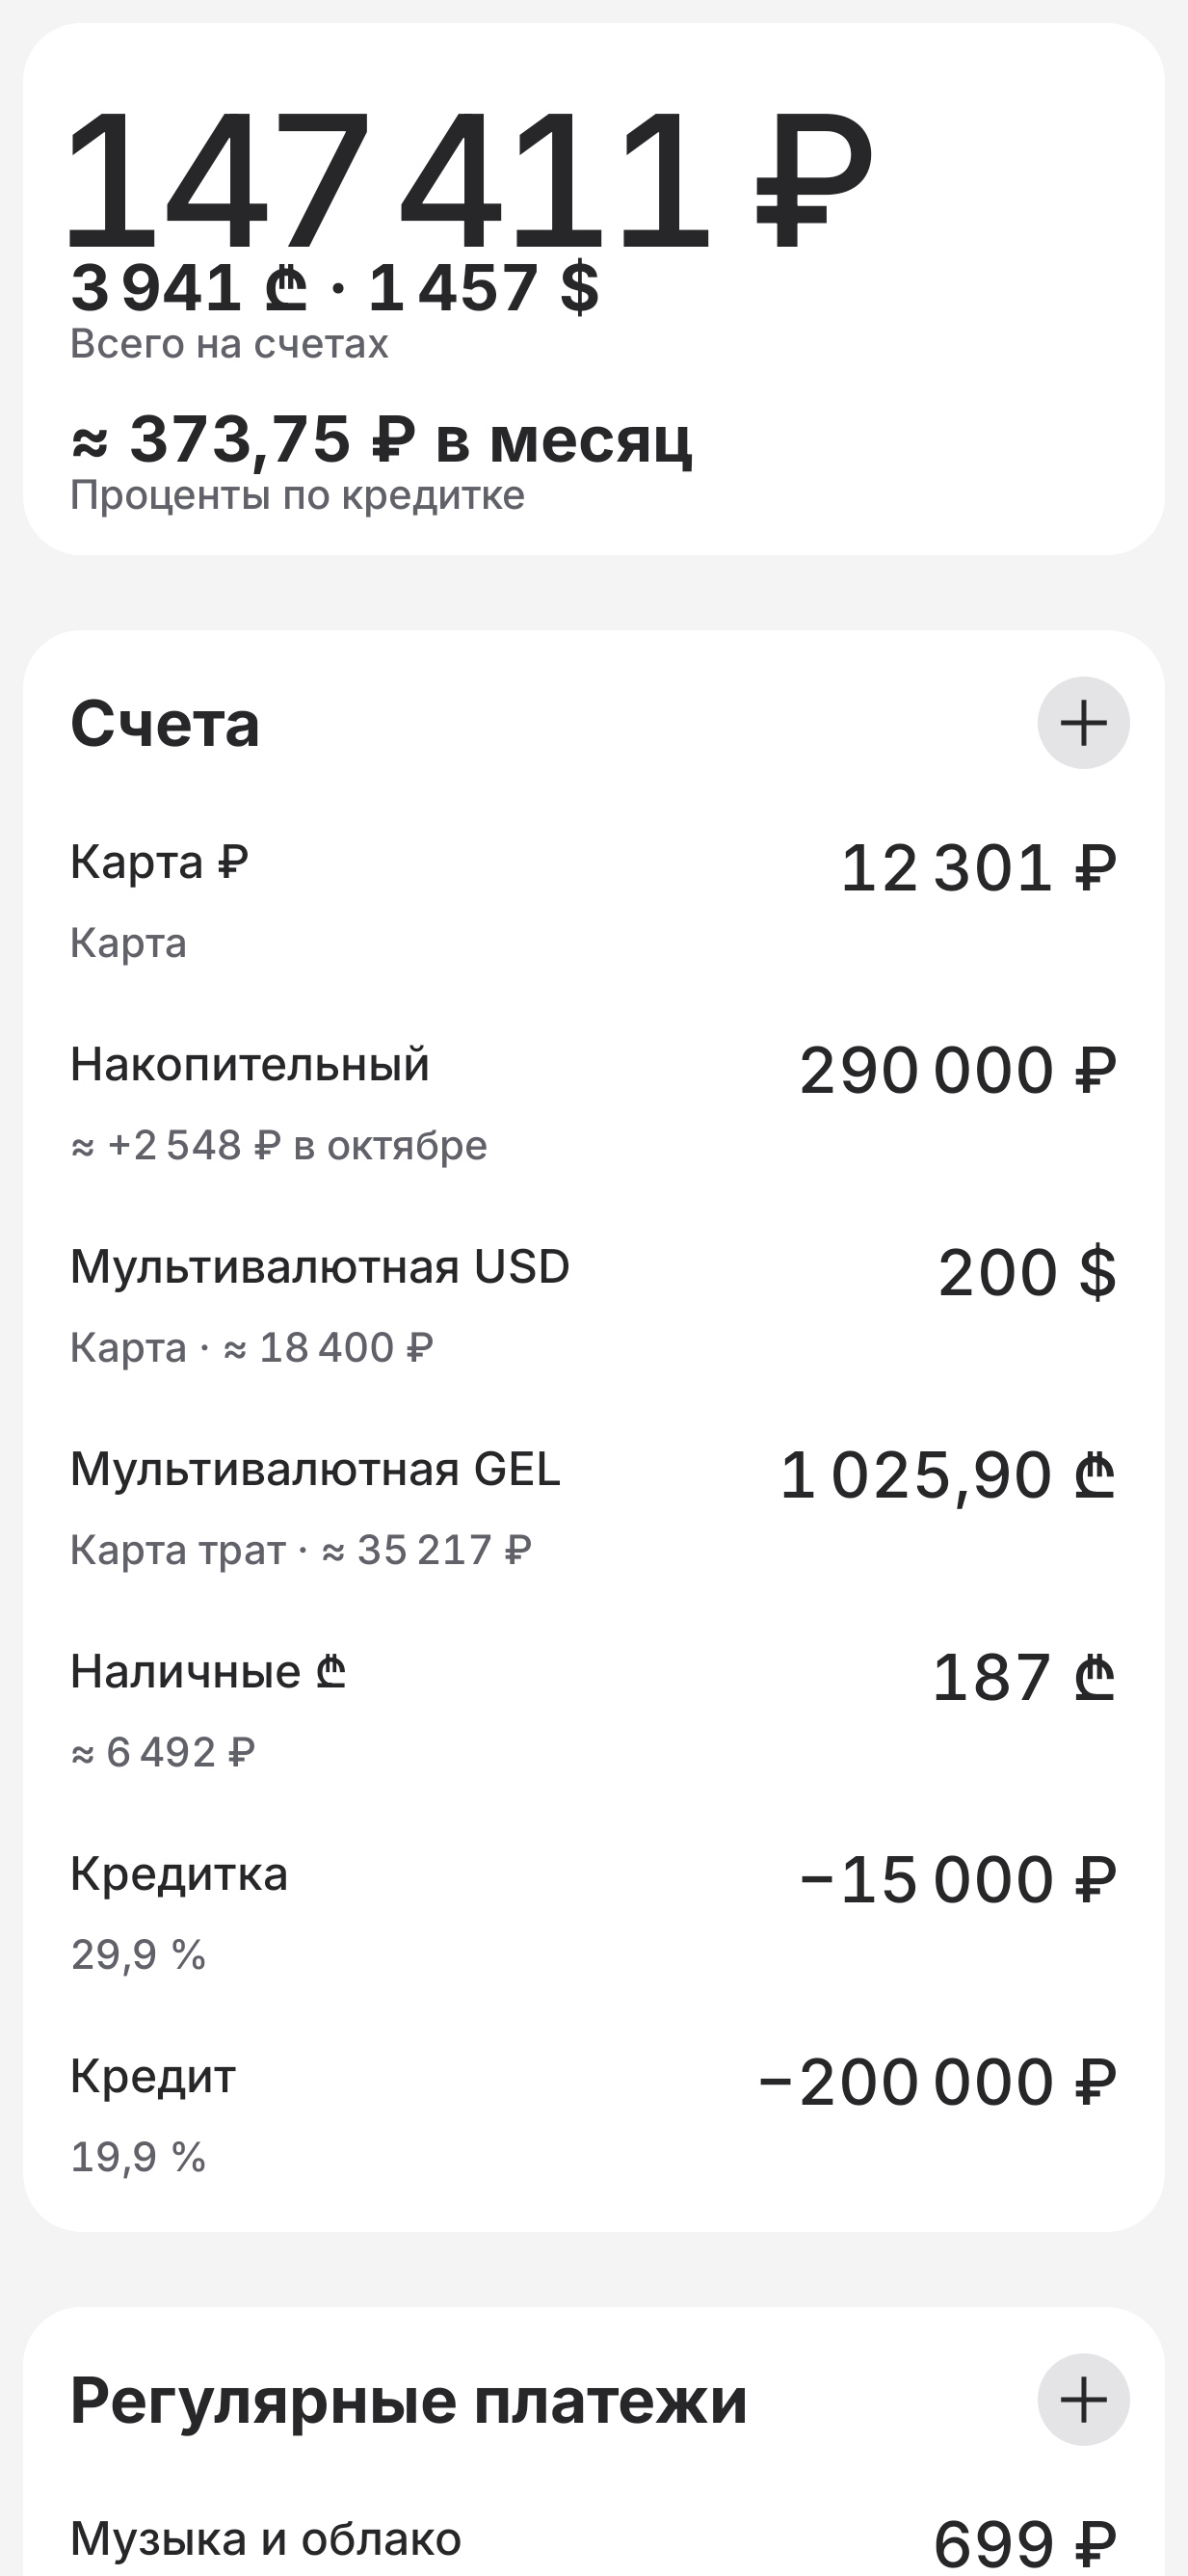 147 411 ₽
3 941 ₾ · 1 457 $
Всего на счетах
≈ 373,75 ₽ в месяц
Проценты по кредитке
Счета
Карта ₽
12 301 ₽
Карта
Накопительный
290 000 ₽
≈ +2 548 ₽ в октябре
Мультивалютная USD
200 $
Карта · ≈ 18 400 ₽
Мультивалютная GEL
1 025,90 ₾
Карта трат · ≈ 35 217 ₽
Наличные ₾
187 ₾
≈ 6 492 ₽
Кредитка
−15 000 ₽
29,9 %
Кредит
−200 000 ₽
19,9 %
Регулярные платежи
Музыка и облако
699 ₽